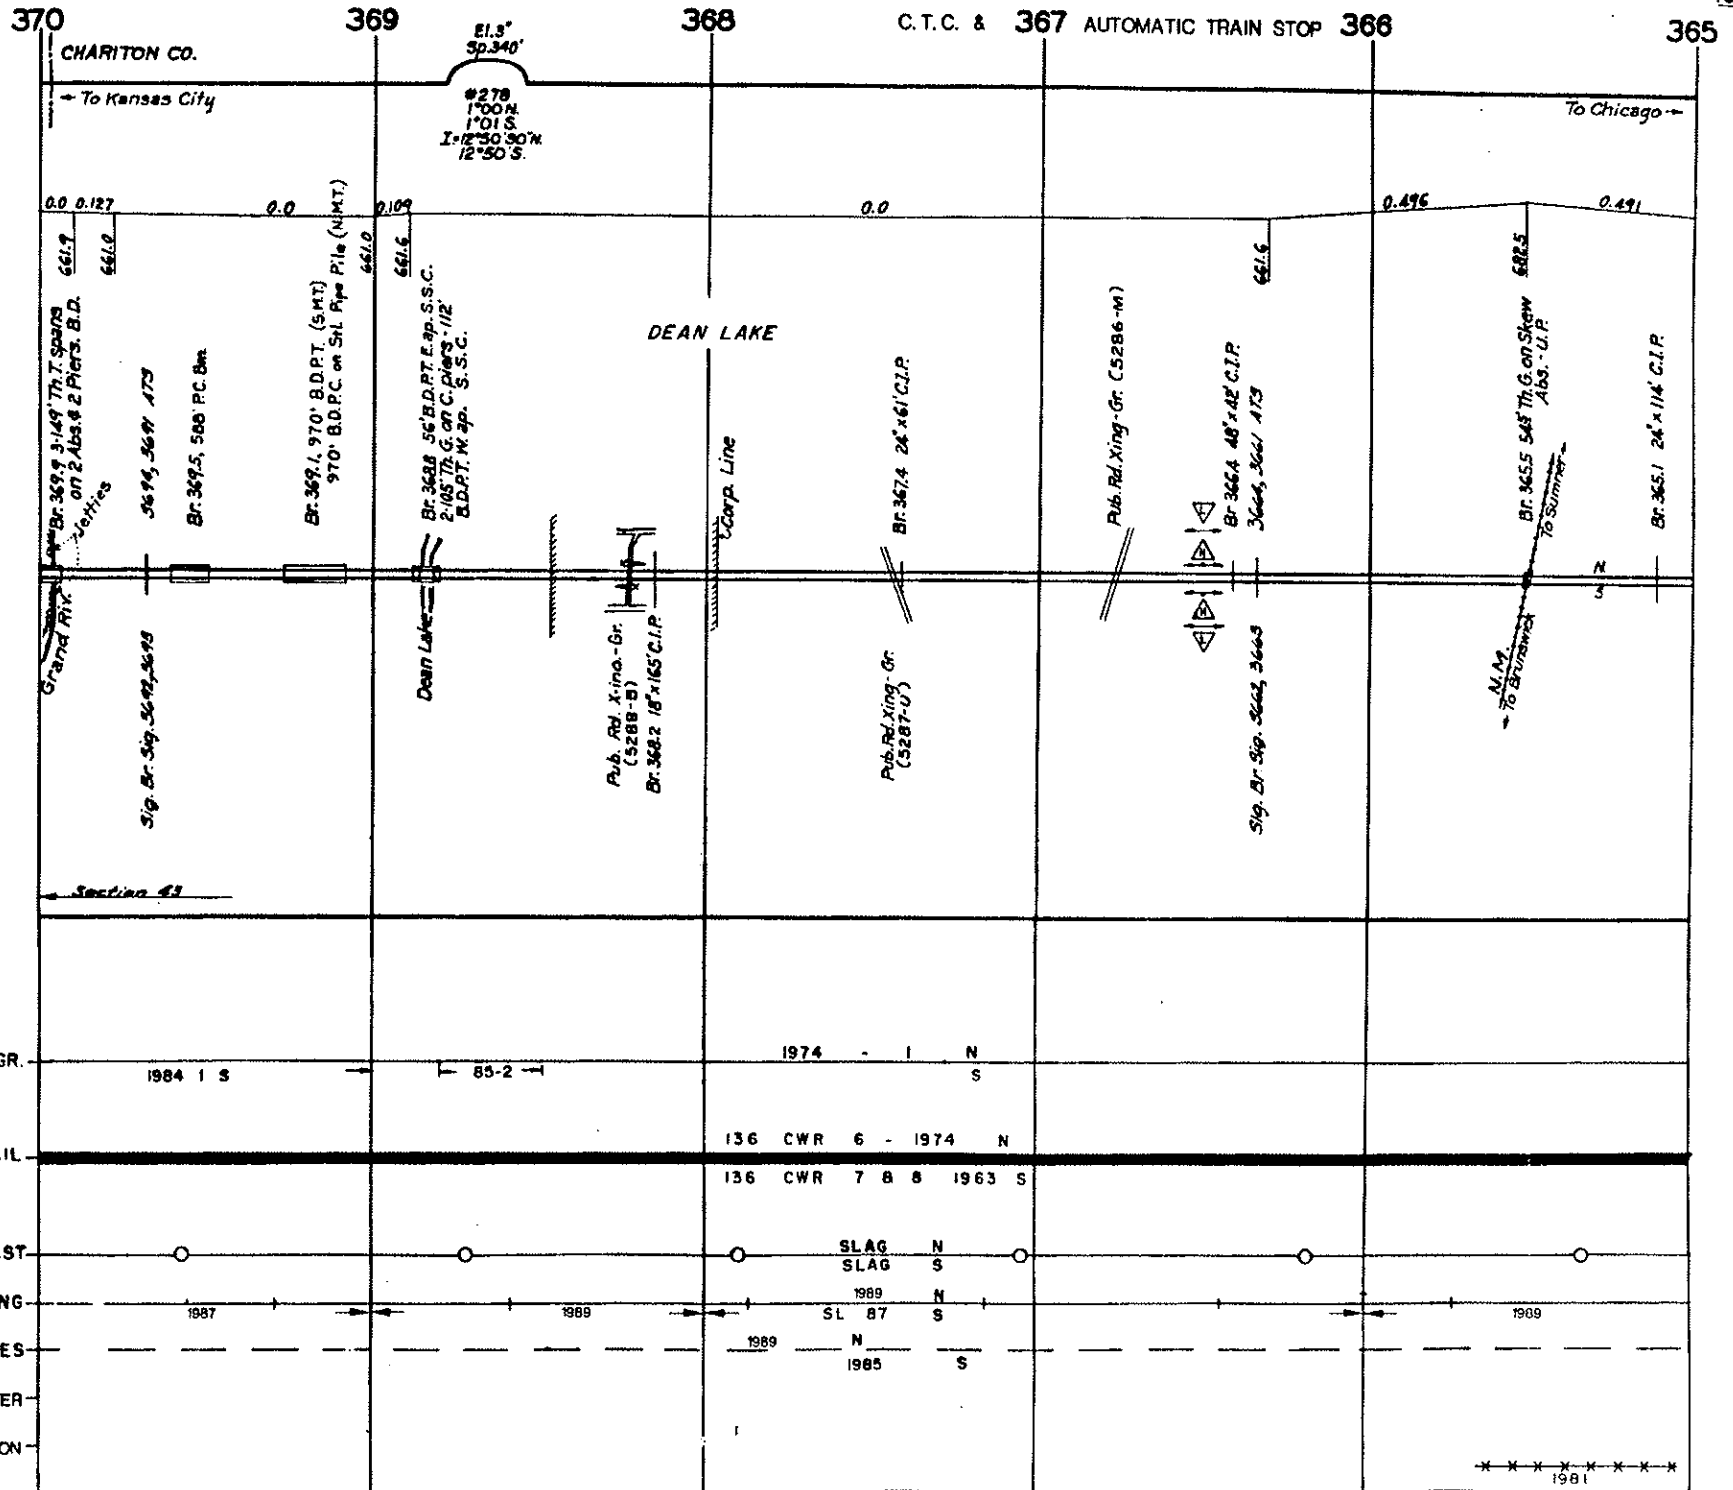 370
369
368
C.T.C. &
367
AUTOMATIC TRAIN STOP
366
365
CHARITON CO.
El.3"
Sp.340'
← To Kansas City
To Chicago →
#278
1°00'N.
1°01'S.
I=12°50'30"N.
12°50'S.
0.0
0.127
0.0
0.109
0.0
0.496
0.491
661.9
661.0
661.0
661.6
661.6
682.5
DEAN LAKE
Br. 369.9 3-149' Th.T. Spans
on 2 Abs. & 2 Piers. B.D.
Jetties
3694, 3691 ATS
Br. 369.5, 588' P.C. Bm.
Br. 369.1, 970' B.D.P.T. (S.M.T.)
970' B.D.P.C. on Stl. Pipe Pile (N.M.T.)
Br. 368.8 56' B.D.P.T. E. ap. S.S.C.
2-105' Th. G. on C. piers - 112'
B.D.P.T. W. ap. S.S.C.
Corp. Line
Br. 367.4 24" x 61' C.I.P.
Pub. Rd. Xing-Gr. (5286-M)
Br 366.4 48" x 42' C.I.P.
3664, 3661 ATS
Br. 365.5 Th. G. on Skew
Abs. - U.P.
To Sumner →
Br. 365.1 24" x 114' C.I.P.
N
S
Grand Riv.
Sig. Br. Sig. 3692, 3693
Dean Lake
Pub. Rd. X-ing.-Gr.
(5288-B)
Br. 368.2 18" x 165' C.I.P.
Pub. Rd. Xing-Gr.
(5287-U)
Sig. Br. Sig. 3662, 3663
N.M.
← To Brunswick
Section 43
GR.
1974 - 1 N
1984 1 S
85-2
S
IL
136 CWR 6 - 1974 N
136 CWR 7 & 8 1963 S
ST
SLAG N
SLAG S
NG
1989 N
1987
1989
SL 87 S
1989
ES
1989 N
1985 S
ER
ON
1981